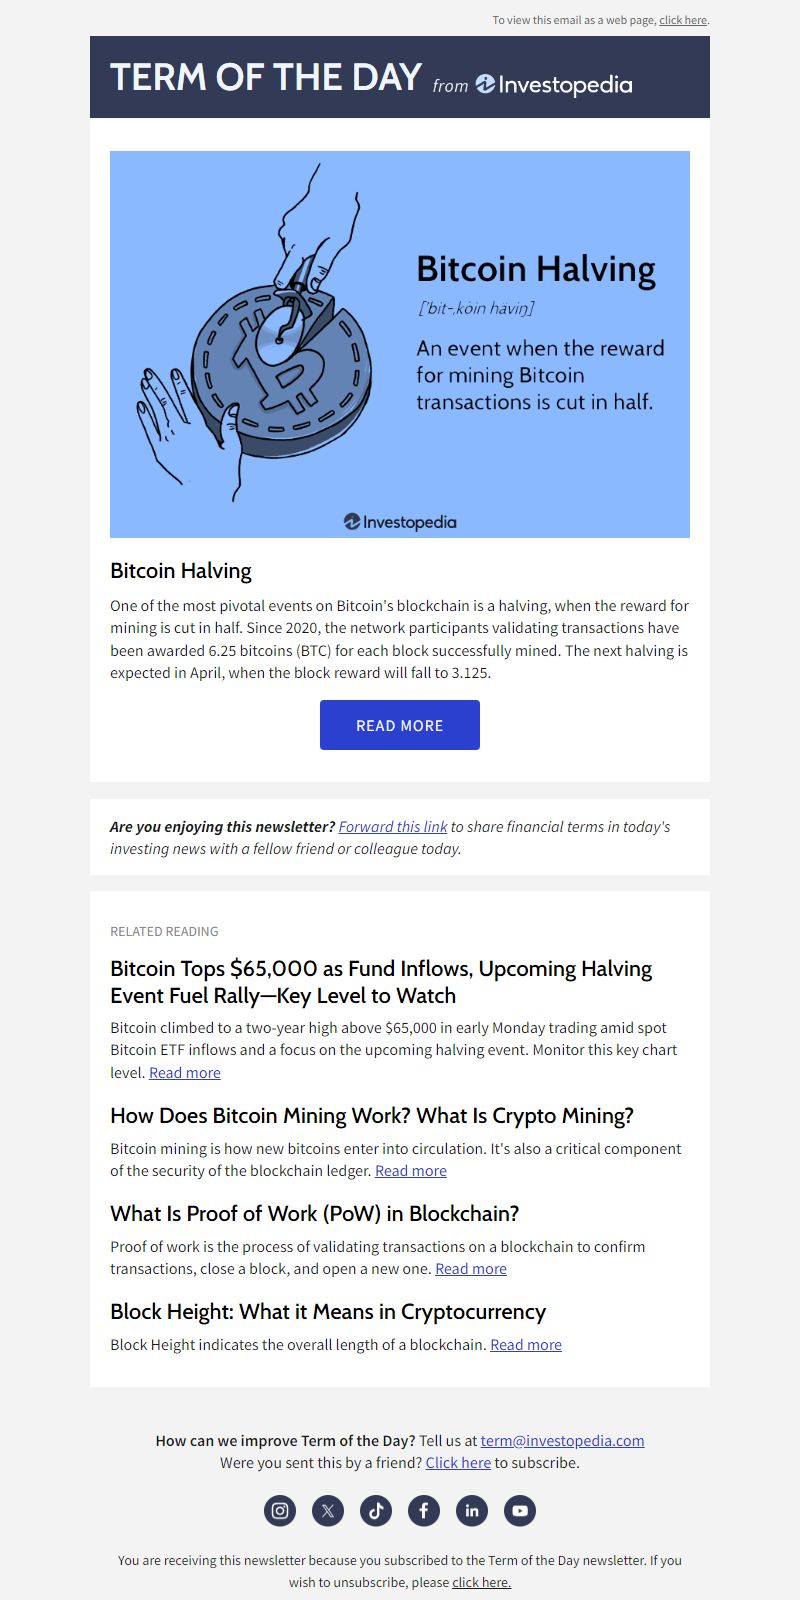 To view this email as a web page, click here.
TERM OF THE DAY from Investopedia
Bitcoin Halving
['bit-,kȯin häviŋ]
An event when the reward
for mining Bitcoin
transactions is cut in half.
Investopedia
Bitcoin Halving
One of the most pivotal events on Bitcoin's blockchain is a halving, when the reward for
mining is cut in half. Since 2020, the network participants validating transactions have
been awarded 6.25 bitcoins (BTC) for each block successfully mined. The next halving is
expected in April, when the block reward will fall to 3.125.
READ MORE
Are you enjoying this newsletter? Forward this link to share financial terms in today's
investing news with a fellow friend or colleague today.
RELATED READING
Bitcoin Tops $65,000 as Fund Inflows, Upcoming Halving
Event Fuel Rally—Key Level to Watch
Bitcoin climbed to a two-year high above $65,000 in early Monday trading amid spot
Bitcoin ETF inflows and a focus on the upcoming halving event. Monitor this key chart
level. Read more
How Does Bitcoin Mining Work? What Is Crypto Mining?
Bitcoin mining is how new bitcoins enter into circulation. It's also a critical component
of the security of the blockchain ledger. Read more
What Is Proof of Work (PoW) in Blockchain?
Proof of work is the process of validating transactions on a blockchain to confirm
transactions, close a block, and open a new one. Read more
Block Height: What it Means in Cryptocurrency
Block Height indicates the overall length of a blockchain. Read more
How can we improve Term of the Day? Tell us at term@investopedia.com
Were you sent this by a friend? Click here to subscribe.
You are receiving this newsletter because you subscribed to the Term of the Day newsletter. If you
wish to unsubscribe, please click here.